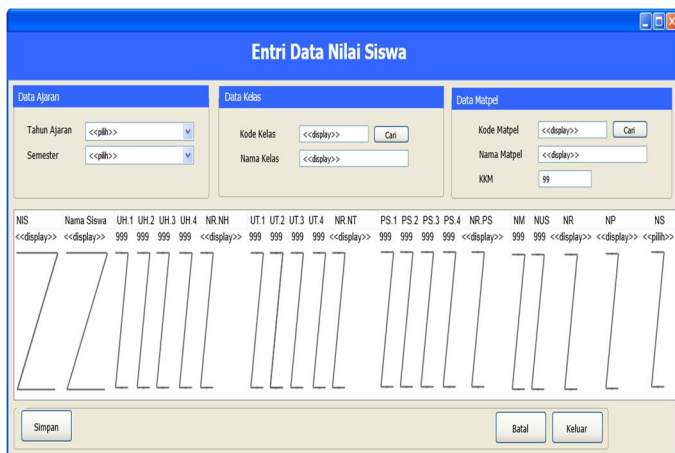 Entri Data Nilai Siswa
Data Ajaran
Tahun Ajaran <<pilih>>
Semester <<pilih>>
Data Kelas
Kode Kelas <<display>> Cari
Nama Kelas <<display>>
Data Matpel
Kode Matpel <<display>> Cari
Nama Matpel <<display>>
KKM 99
NIS Nama Siswa UH.1 UH.2 UH.3 UH.4 NR.NH UT.1 UT.2 UT.3 UT.4 NR.NT PS.1 PS.2 PS.3 PS.4 NR.PS NM NUS NR NP NS
<<display>> <<display>> 999 999 999 999 <<display>> 999 999 999 999 <<display>> 999 999 999 999 <<display>> 999 999 <<display>> <<display>> <<pilih>>
Simpan Batal Keluar